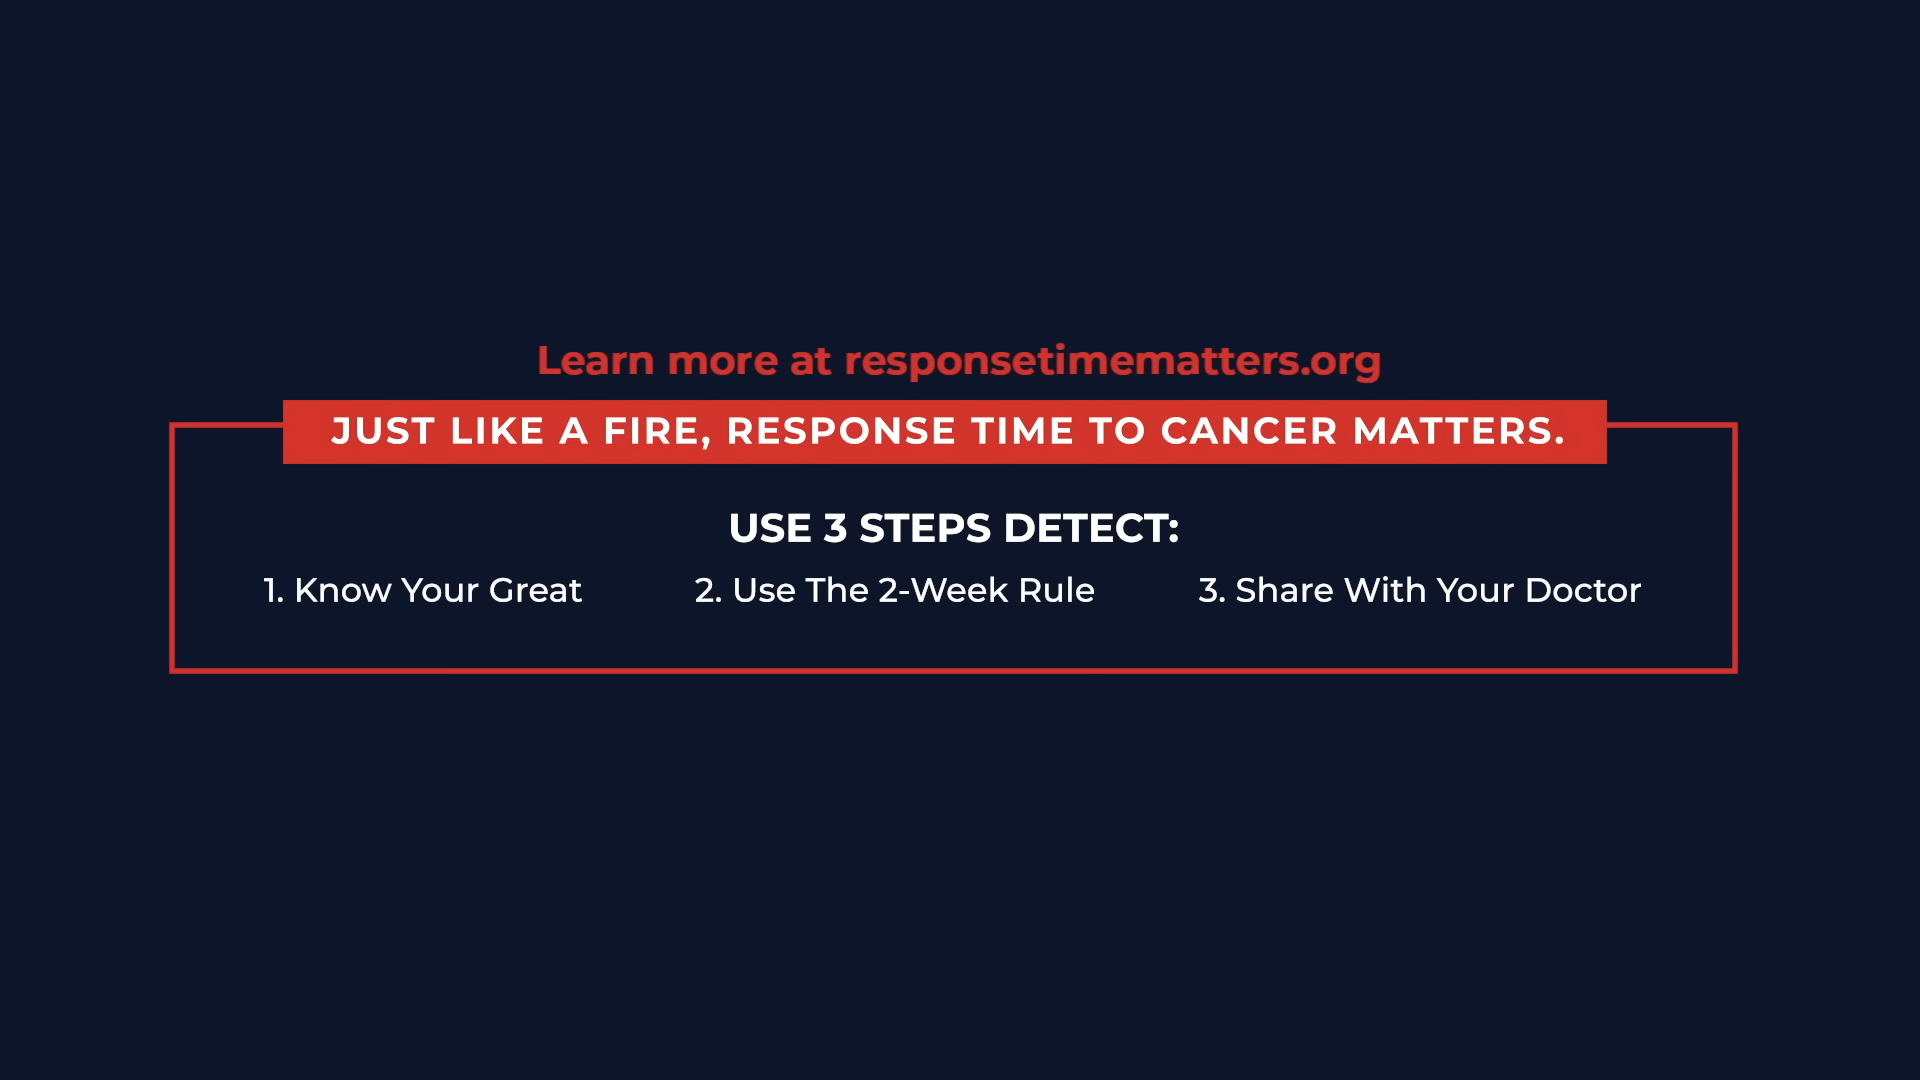 Learn more at responsetimematters.org
JUST LIKE A FIRE, RESPONSE TIME TO CANCER MATTERS.
USE 3 STEPS DETECT:
1. Know Your Great
2. Use The 2-Week Rule
3. Share With Your Doctor